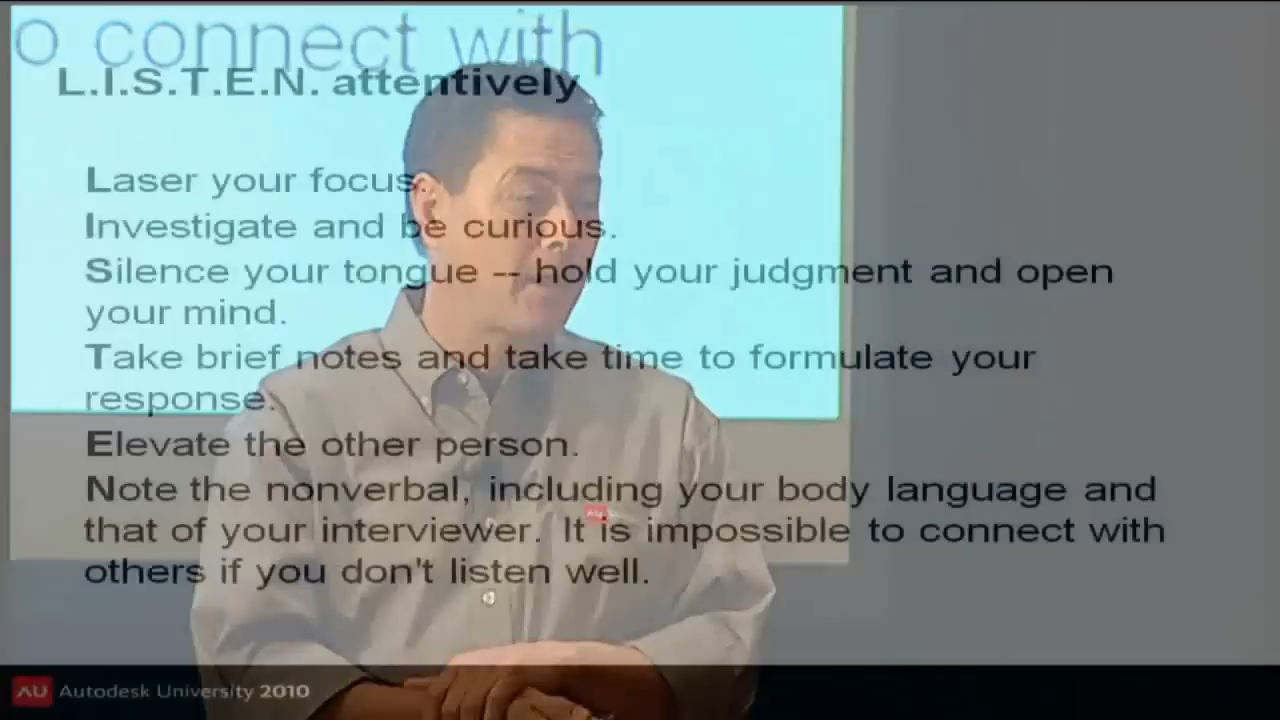 o connect with
L.I.S.T.E.N. attentively
Laser your focus.
Investigate and be curious.
Silence your tongue -- hold your judgment and open
your mind.
Take brief notes and take time to formulate your
response.
Elevate the other person.
Note the nonverbal, including your body language and
that of your interviewer. It is impossible to connect with
others if you don't listen well.
AU
AU Autodesk University 2010